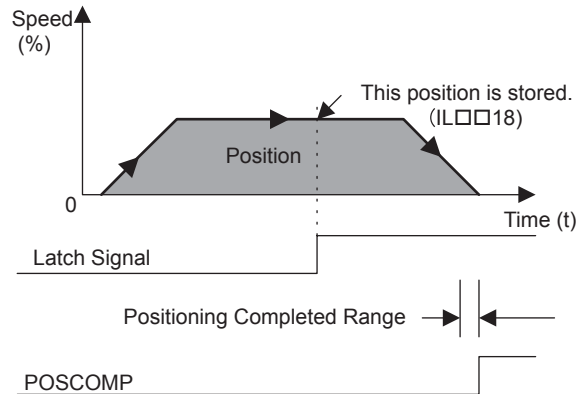 Speed
(%)
This position is stored.
(IL□□18)
Position
0
Time (t)
Latch Signal
Positioning Completed Range
POSCOMP